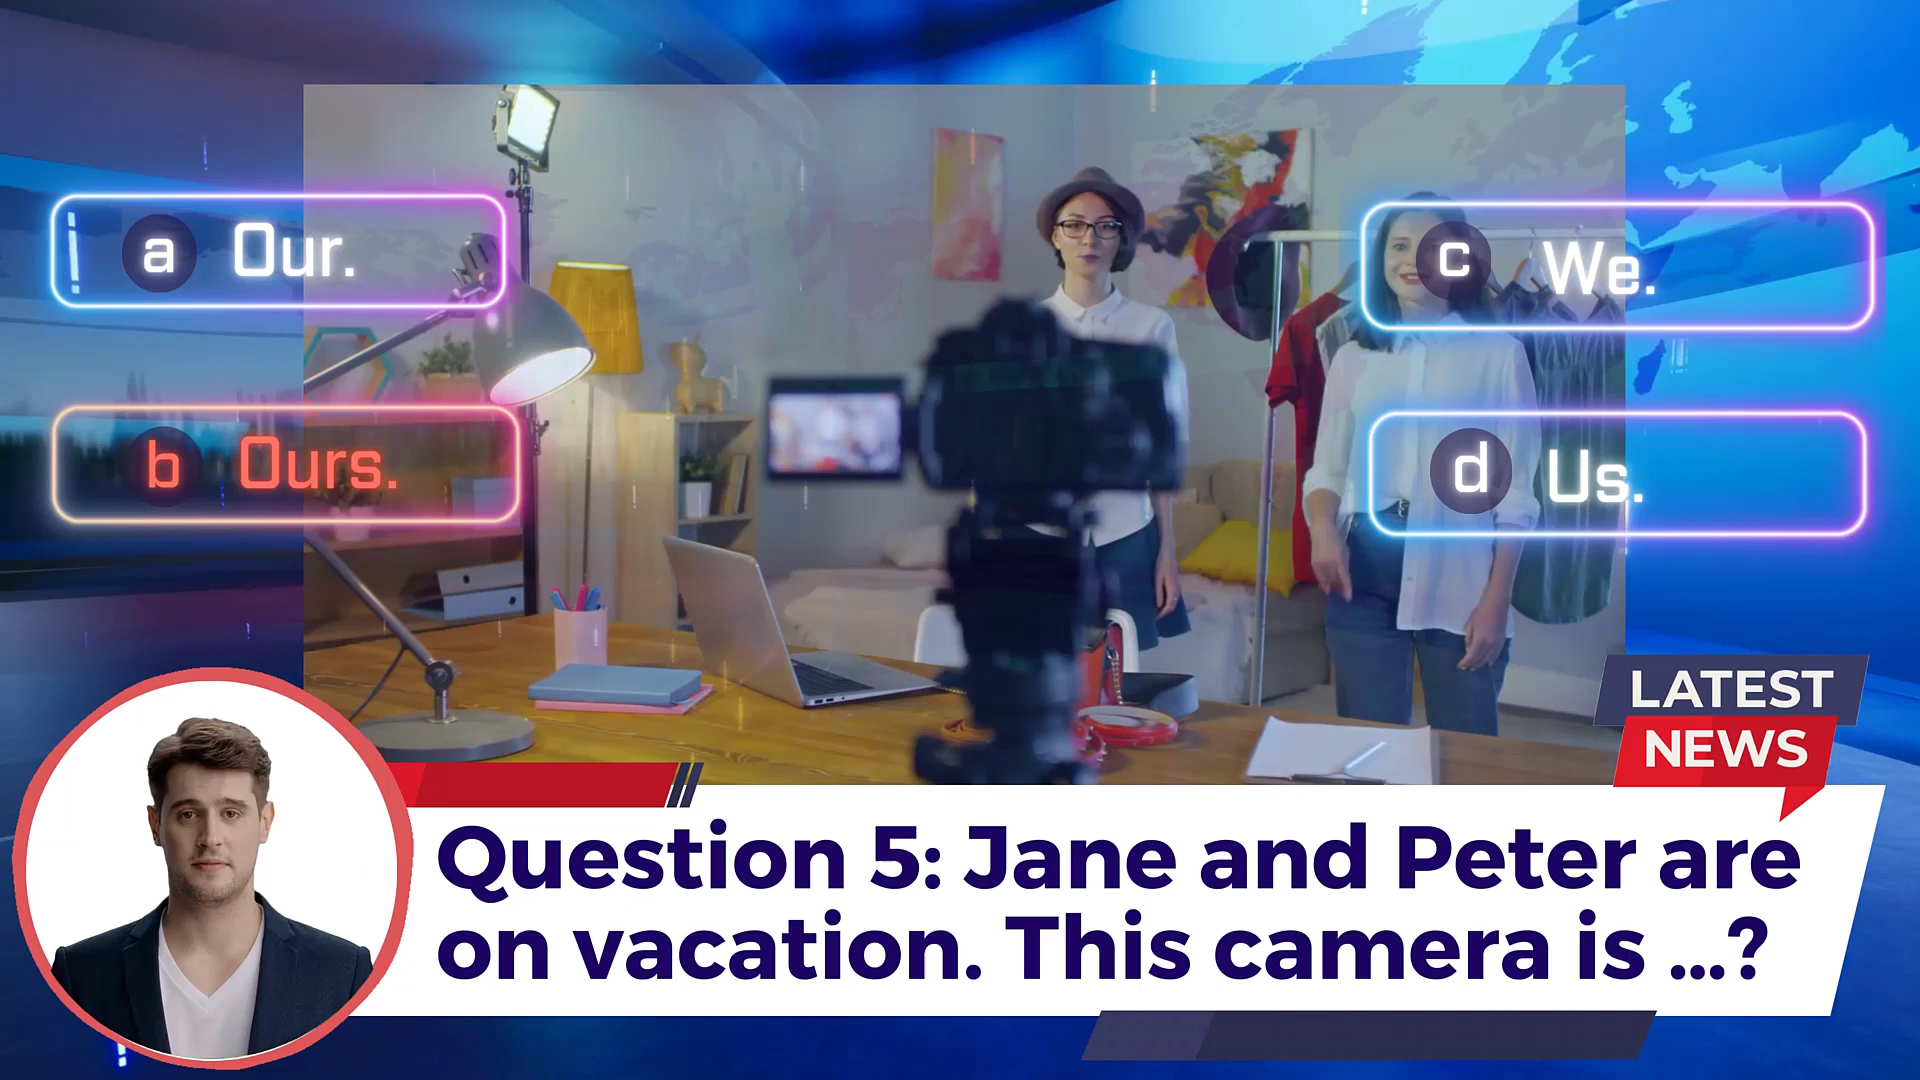 a Our.
b Ours.
c We.
d Us.
LATEST
NEWS
Question 5: Jane and Peter are
on vacation. This camera is ...?